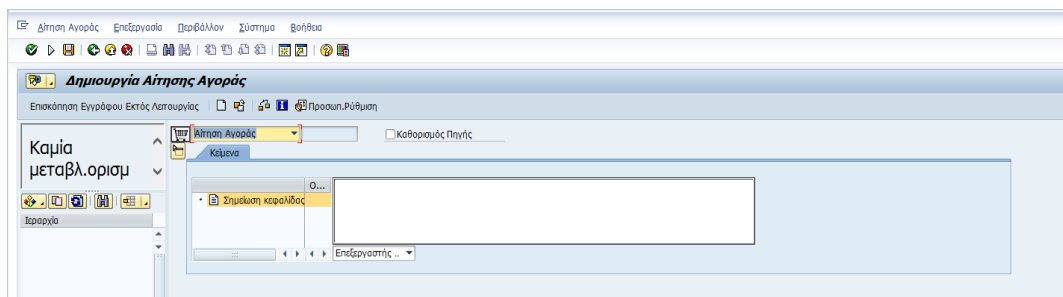 Αίτηση Αγοράς Επεξεργασία Περιβάλλον Σύστημα Βοήθεια
Δημιουργία Αίτησης Αγοράς
Επισκόπηση Εγγράφου Εκτός Λειτουργίας Προσωπ.Ρύθμιση
Καμία
μεταβλ.ορισμ
Αίτηση Αγοράς Καθορισμός Πηγής
Κείμενα
Ο...
Σημείωση κεφαλίδας
Ιεραρχία
Επεξεργαστής ..